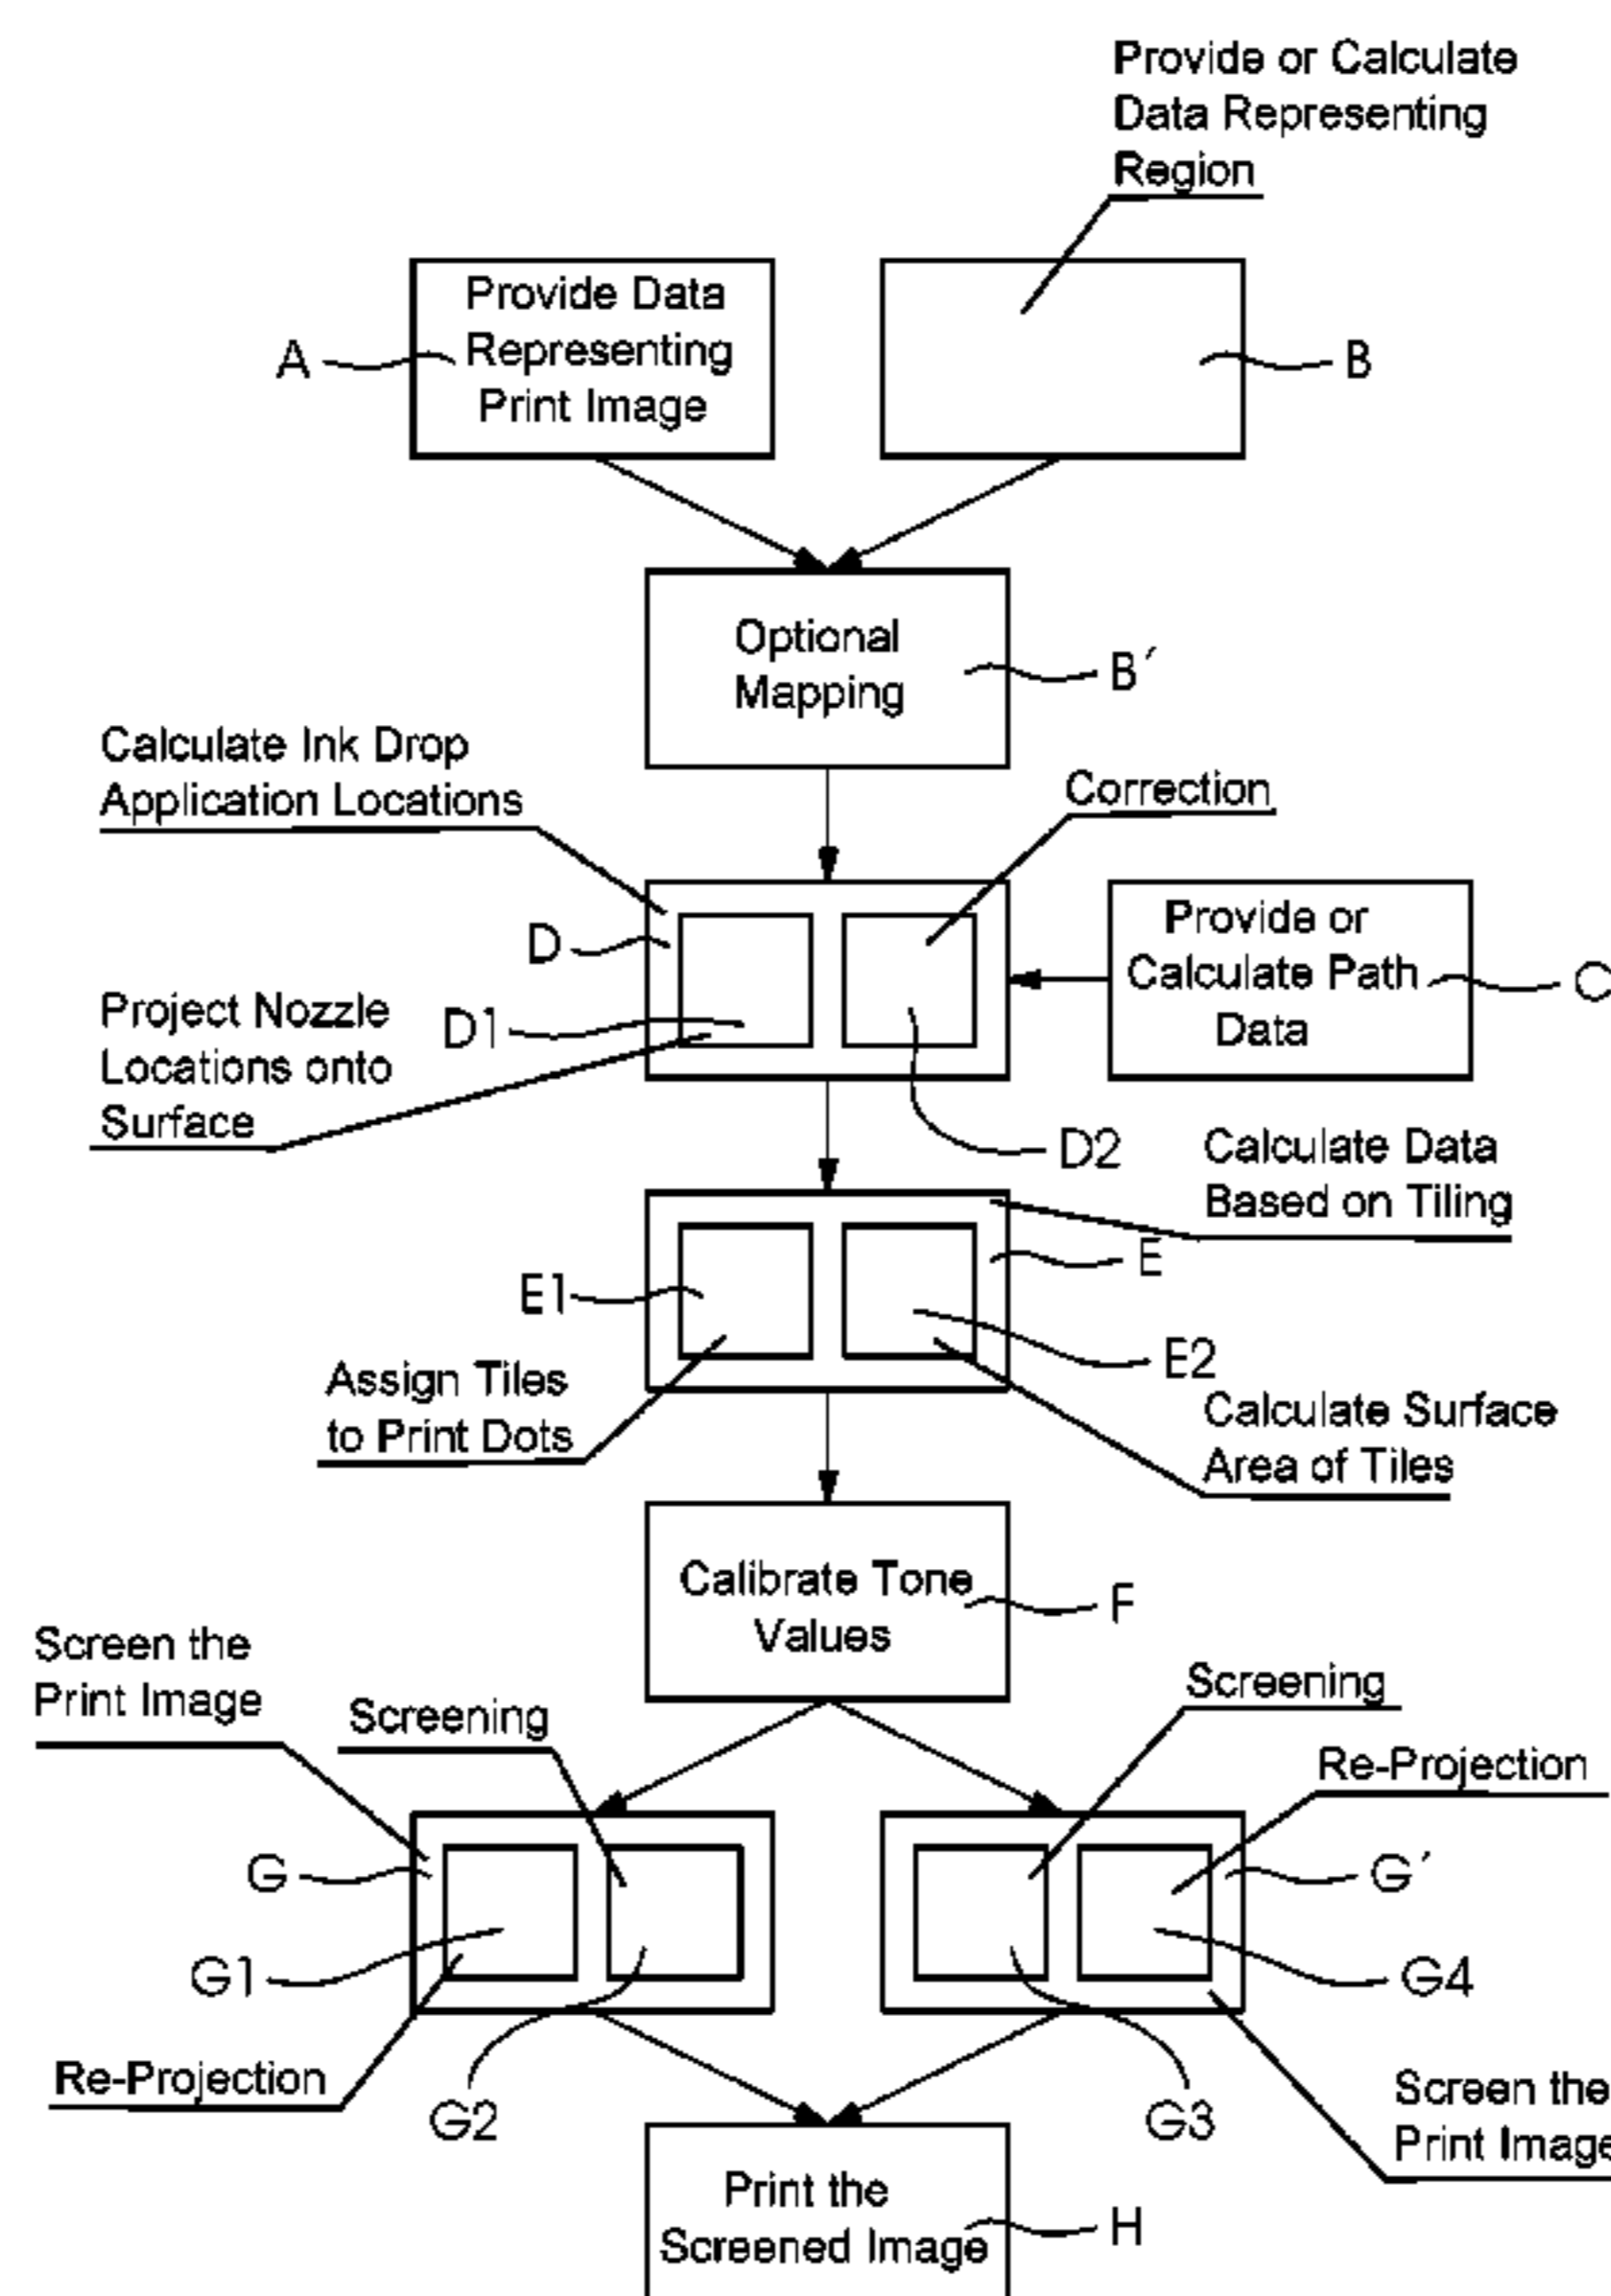 Provide or Calculate
Data Representing
Region
Provide Data
Representing
Print Image
A
B
Optional
Mapping
B´
Calculate Ink Drop
Application Locations
Correction
D
Provide or
Calculate Path
Data
C
Project Nozzle
Locations onto
Surface
D1
D2
Calculate Data
Based on Tiling
E
E1
E2
Assign Tiles
to Print Dots
Calculate Surface
Area of Tiles
Calibrate Tone
Values
F
Screen the
Print Image
Screening
Screening
Re-Projection
G
G´
G1
G4
Re-Projection
G2
G3
Screen the
Print Image
Print the
Screened Image
H